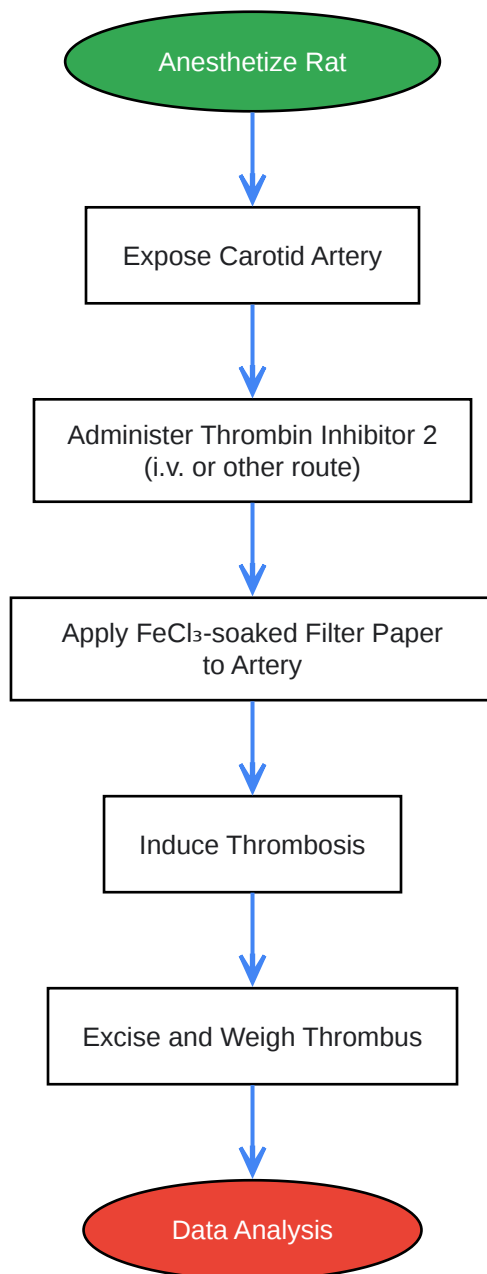 Anesthetize Rat
Expose Carotid Artery
Administer Thrombin Inhibitor 2
(i.v. or other route)
Apply FeCl₃-soaked Filter Paper
to Artery
Induce Thrombosis
Excise and Weigh Thrombus
Data Analysis